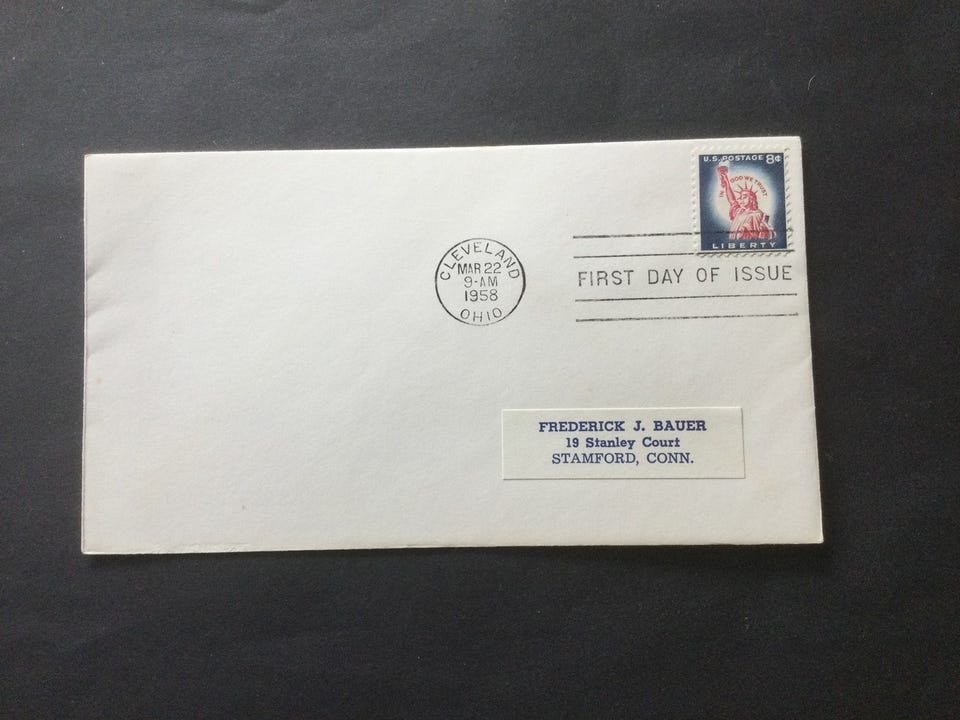 U.S. POSTAGE 8¢
IN GOD WE TRUST
LIBERTY
CLEVELAND
MAR 22
9-AM
1958
OHIO
FIRST DAY OF ISSUE
FREDERICK J. BAUER
19 Stanley Court
STAMFORD, CONN.